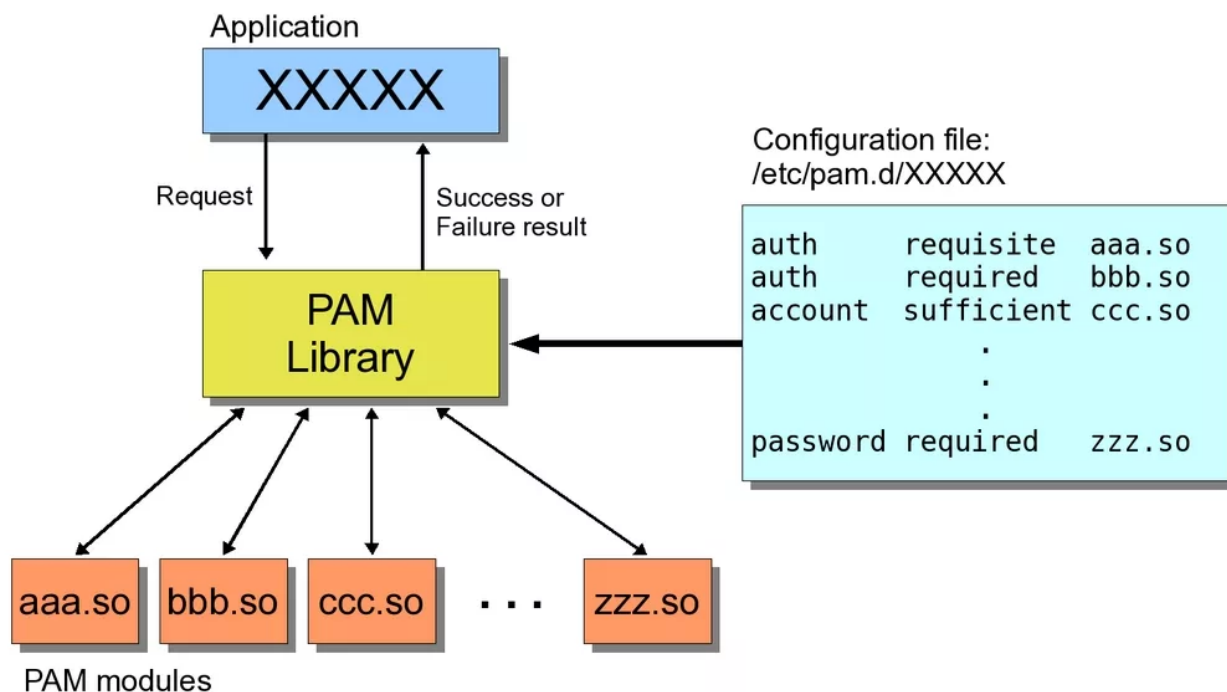 Application
XXXXX
Request
Success or
Failure result
PAM
Library
Configuration file:
/etc/pam.d/XXXXX
auth requisite aaa.so
auth required bbb.so
account sufficient ccc.so
.
.
.
password required zzz.so
aaa.so bbb.so ccc.so . . . zzz.so
PAM modules